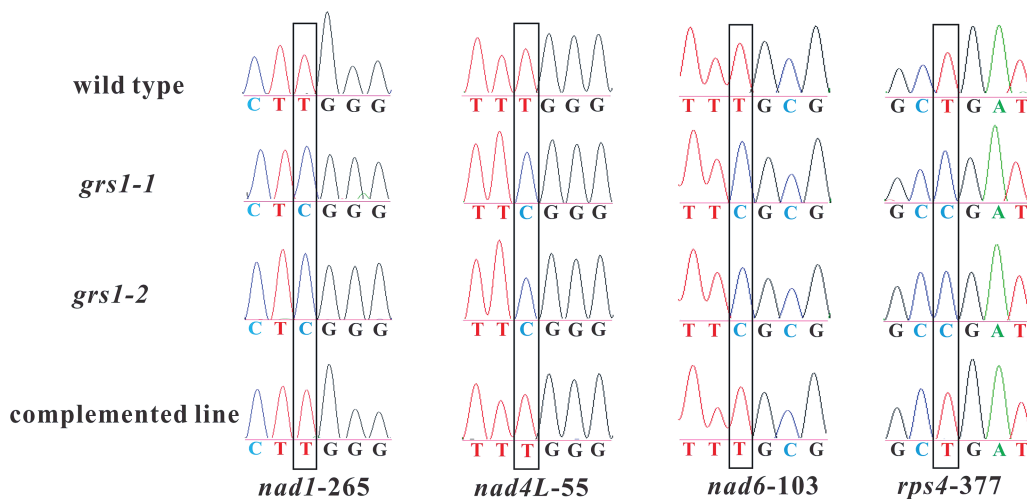 wild type
C T T G G G
T T T G G G
T T T G C G
G C T G A T
grs1-1
C T C G G G
T T C G G G
T T C G C G
G C C G A T
grs1-2
C T C G G G
T T C G G G
T T C G C G
G C C G A T
complemented line
C T T G G G
T T T G G G
T T T G C G
G C T G A T
nad1-265
nad4L-55
nad6-103
rps4-377